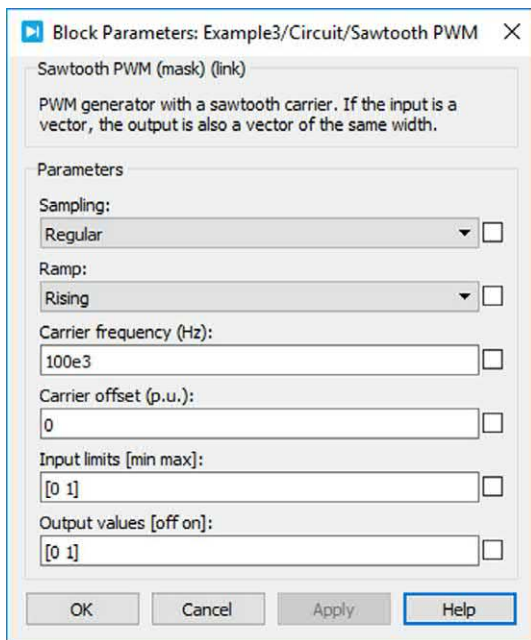 Block Parameters: Example3/Circuit/Sawtooth PWM
Sawtooth PWM (mask) (link)
PWM generator with a sawtooth carrier. If the input is a
vector, the output is also a vector of the same width.
Parameters
Sampling:
Regular
Ramp:
Rising
Carrier frequency (Hz):
100e3
Carrier offset (p.u.):
0
Input limits [min max]:
[0 1]
Output values [off on]:
[0 1]
OK Cancel Apply Help